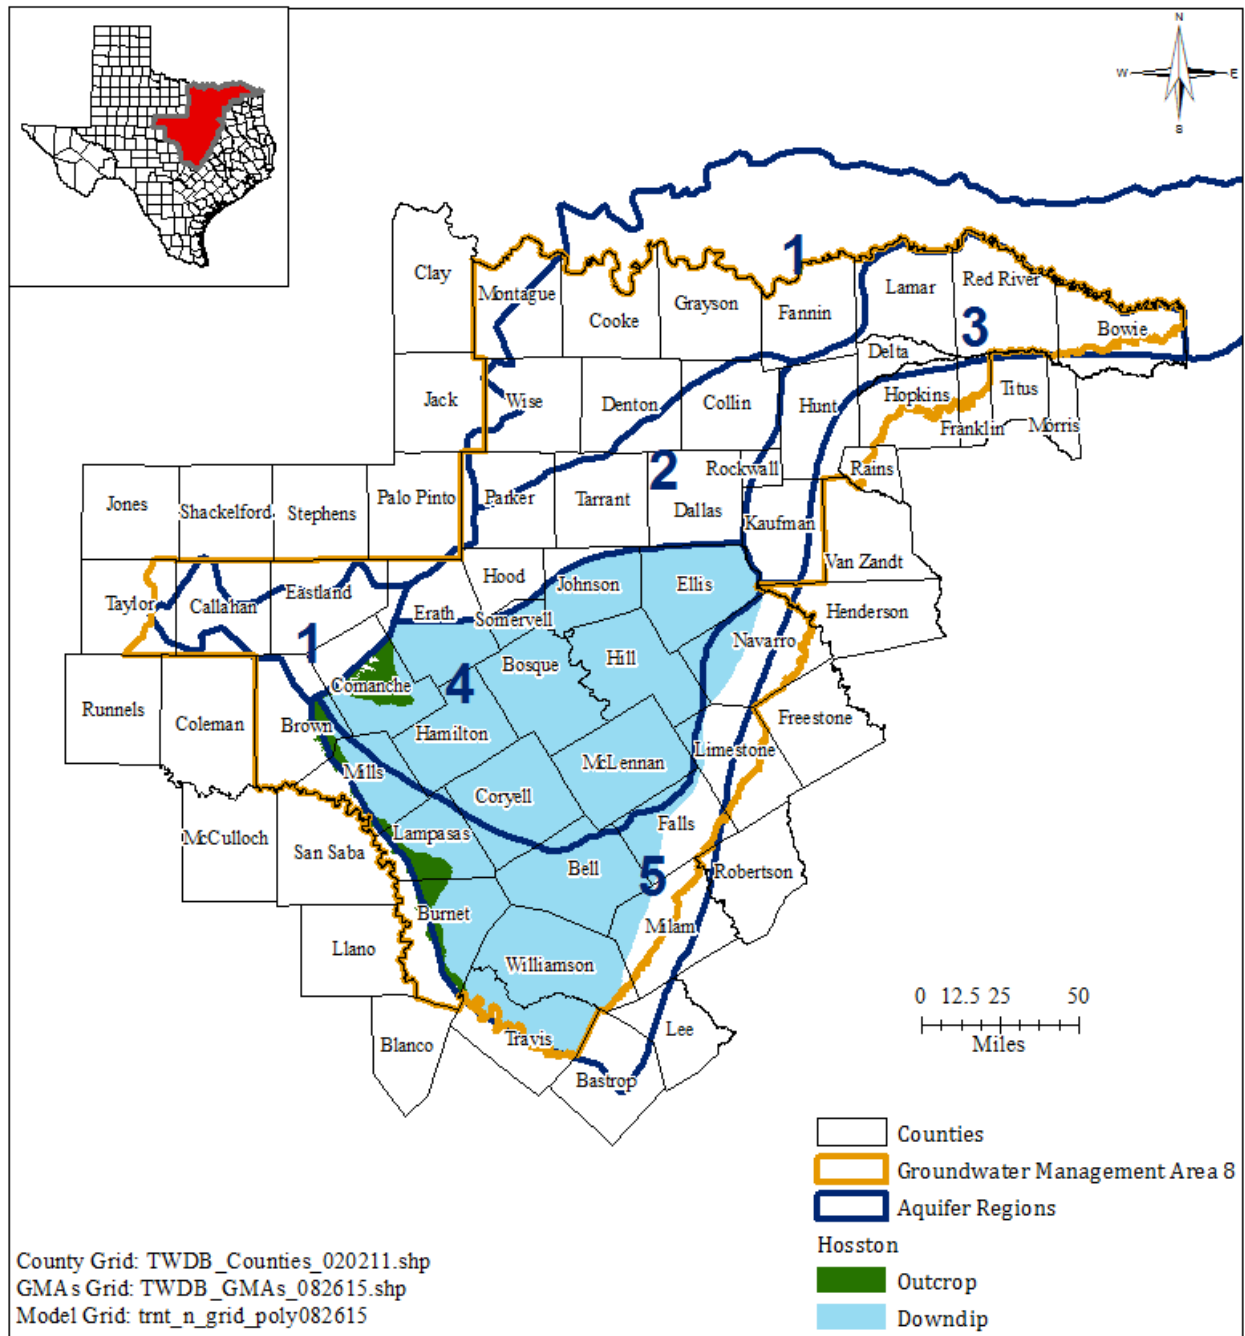 N
W E
S
1
Clay
Montague
Cooke
Grayson
Fannin
Lamar
Red River
3
Bowie
Delta
Jack
Wise
Denton
Collin
Hunt
Hopkins
Titus
Franklin
Morris
2
Rockwall
Rains
Jones
Shackelford
Stephens
Palo Pinto
Parker
Tarrant
Dallas
Kaufman
Van Zandt
Taylor
Callahan
Eastland
Hood
Johnson
Ellis
Erath
Somervell
Henderson
1
Navarro
Comanche
4
Bosque
Hill
Runnels
Coleman
Brown
Hamilton
Freestone
Limestone
Mills
McLennan
Coryell
McCulloch
San Saba
Lampasas
Falls
Bell
5
Robertson
Burnet
Milam
Llano
Williamson
0 12.5 25 50
Miles
Blanco
Travis
Lee
Bastrop
Counties
Groundwater Management Area 8
Aquifer Regions
Hosston
Outcrop
Downdip
County Grid: TWDB_Counties_020211.shp
GMAs Grid: TWDB_GMAs_082615.shp
Model Grid: trnt_n_grid_poly082615